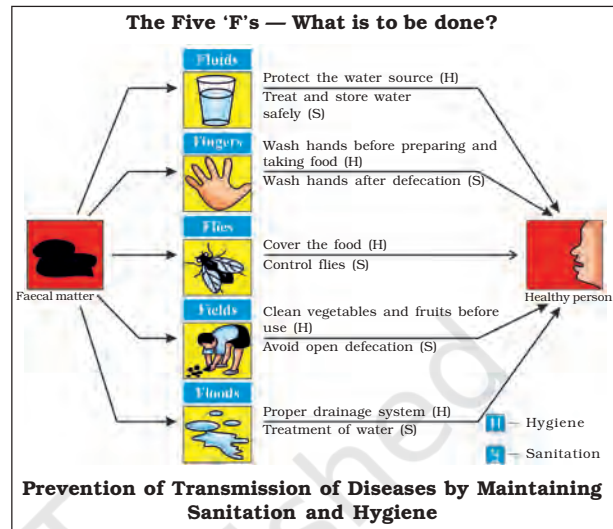 The Five 'F's — What is to be done?
Fluids
Protect the water source (H)
Treat and store water
safely (S)
Fingers
Wash hands before preparing and
taking food (H)
Wash hands after defecation (S)
Flies
Cover the food (H)
Control flies (S)
Faecal matter
Healthy person
Fields
Clean vegetables and fruits before
use (H)
Avoid open defecation (S)
Floods
Proper drainage system (H)
Treatment of water (S)
H — Hygiene
S — Sanitation
shed
Prevention of Transmission of Diseases by Maintaining
Sanitation and Hygiene